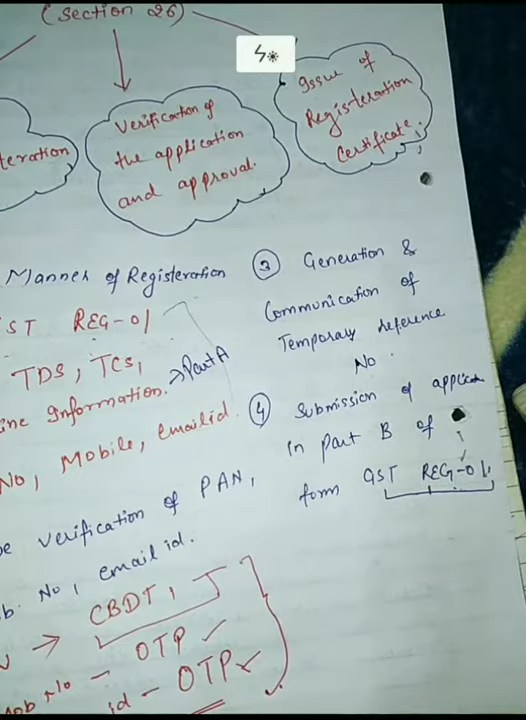 (Section 26)
teration
Verification of
the application
and approval.
Issue of
Registeration
Certificate.
Manner of Registeration
ST REG-01
TDS, TCS,
ine Information. → Part A
No, Mobile, emailid.
e verification of PAN,
b. No, email id.
→ CBDT,
ob No - OTP ✓
id - OTP ✓
③ Generation &
Communication of
Temporary reference
No.
④ Submission of applica
in Part B of
form GST REG-01,